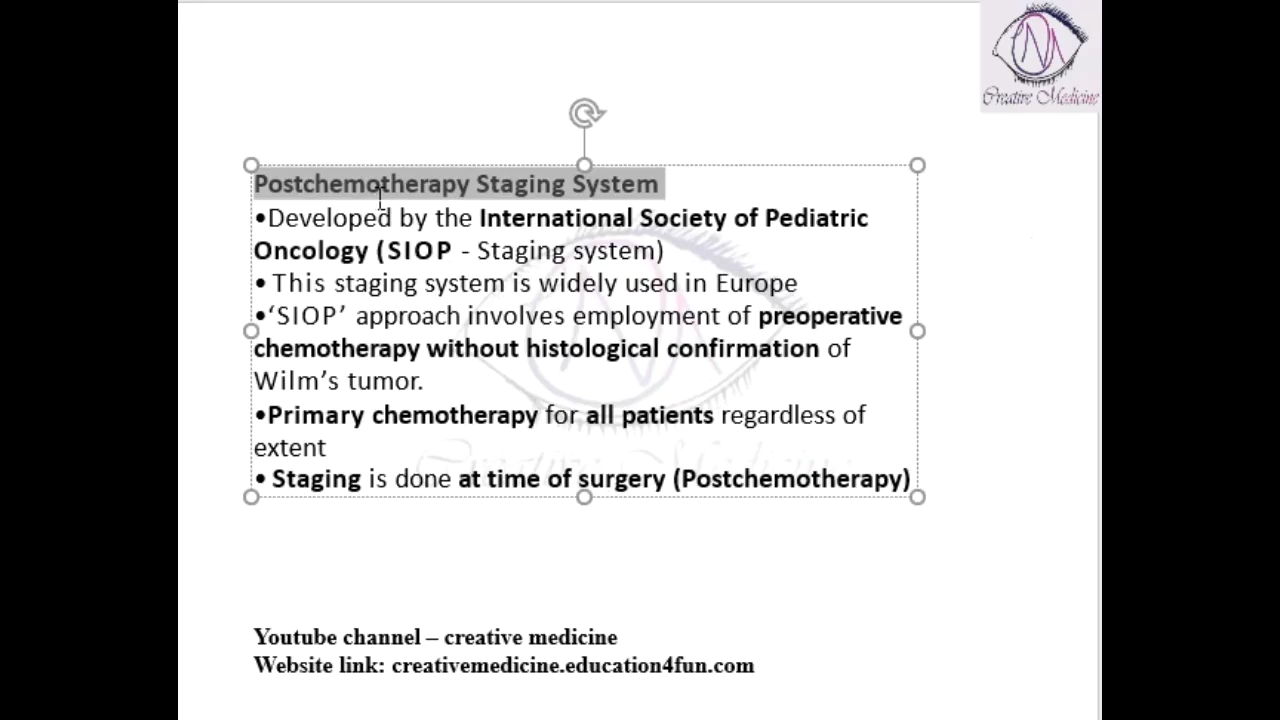 Creative Medicine
Postchemotherapy Staging System
•Developed by the International Society of Pediatric
Oncology (SIOP - Staging system)
• This staging system is widely used in Europe
•‘SIOP’ approach involves employment of preoperative
chemotherapy without histological confirmation of
Wilm’s tumor.
•Primary chemotherapy for all patients regardless of
extent
Creative Medicine
• Staging is done at time of surgery (Postchemotherapy)
Youtube channel – creative medicine
Website link: creativemedicine.education4fun.com